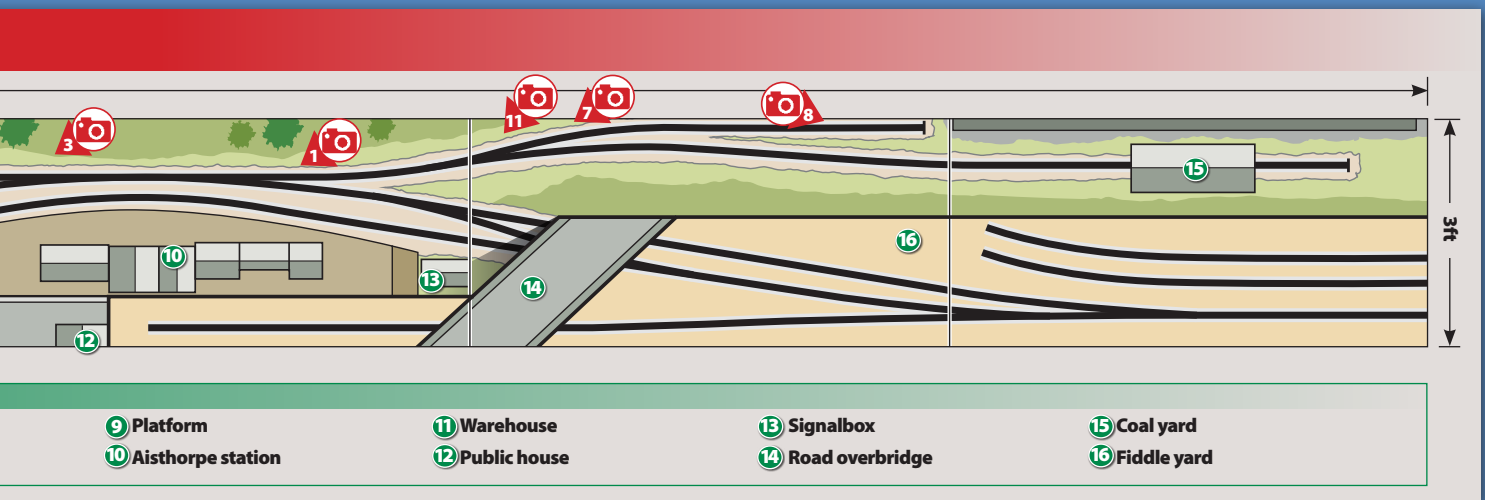 3
1
11
7
8
15
3ft
10
16
13
14
12
9 Platform
11 Warehouse
13 Signalbox
15 Coal yard
10 Aisthorpe station
12 Public house
14 Road overbridge
16 Fiddle yard